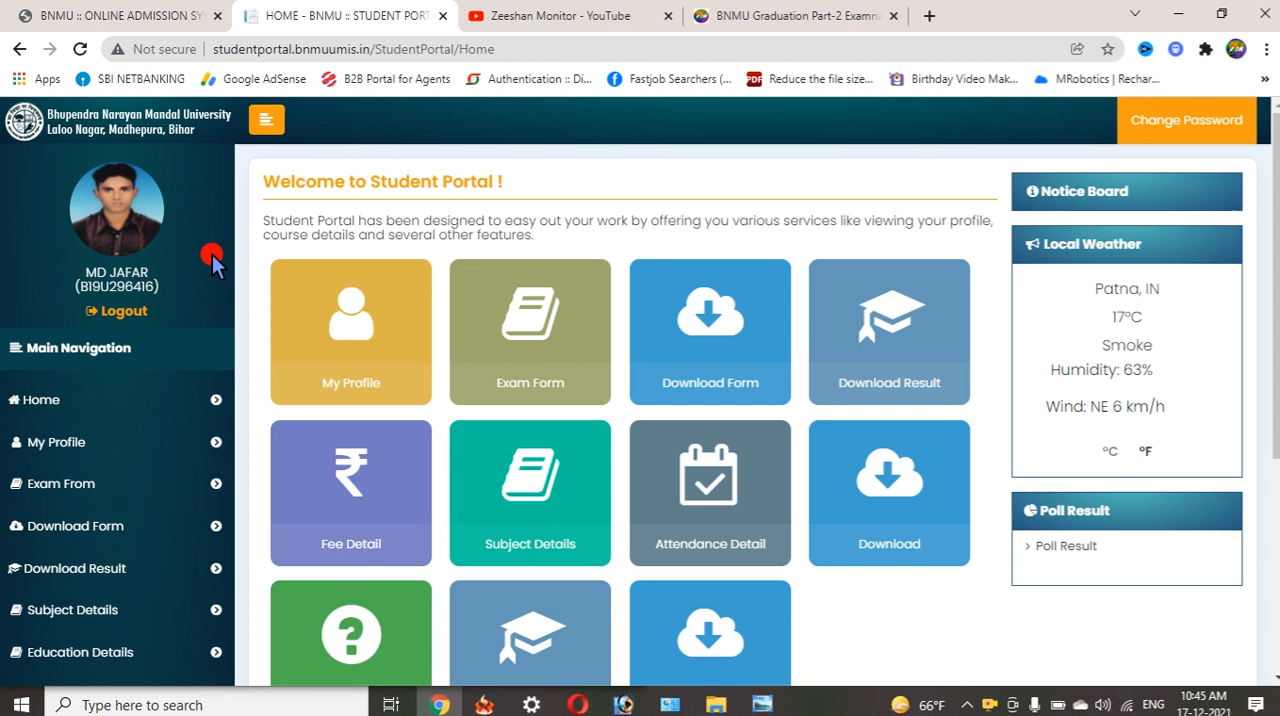 BNMU :: ONLINE ADMISSION SY
HOME - BNMU :: STUDENT PORT
Zeeshan Monitor - YouTube
BNMU Graduation Part-2 Examna
Not secure
studentportal.bnmuumis.in/StudentPortal/Home
Apps
SBI NETBANKING
Google AdSense
B2B Portal for Agents
Authentication :: Di...
Fastjob Searchers (...
PDF
Reduce the file size...
Birthday Video Mak...
MRobotics | Rechar...
Bhupendra Narayan Mandal University
Laloo Nagar, Madhepura, Bihar
Change Password
MD JAFAR
(B19U296416)
Logout
Main Navigation
Home
My Profile
Exam From
Download Form
Download Result
Subject Details
Education Details
Welcome to Student Portal !
Student Portal has been designed to easy out your work by offering you various services like viewing your profile,
course details and several other features.
My Profile
Exam Form
Download Form
Download Result
Fee Detail
Subject Details
Attendance Detail
Download
Notice Board
Local Weather
Patna, IN
17°C
Smoke
Humidity: 63%
Wind: NE 6 km/h
°C °F
Poll Result
Poll Result
Type here to search
66°F
ENG
10:45 AM
17-12-2021